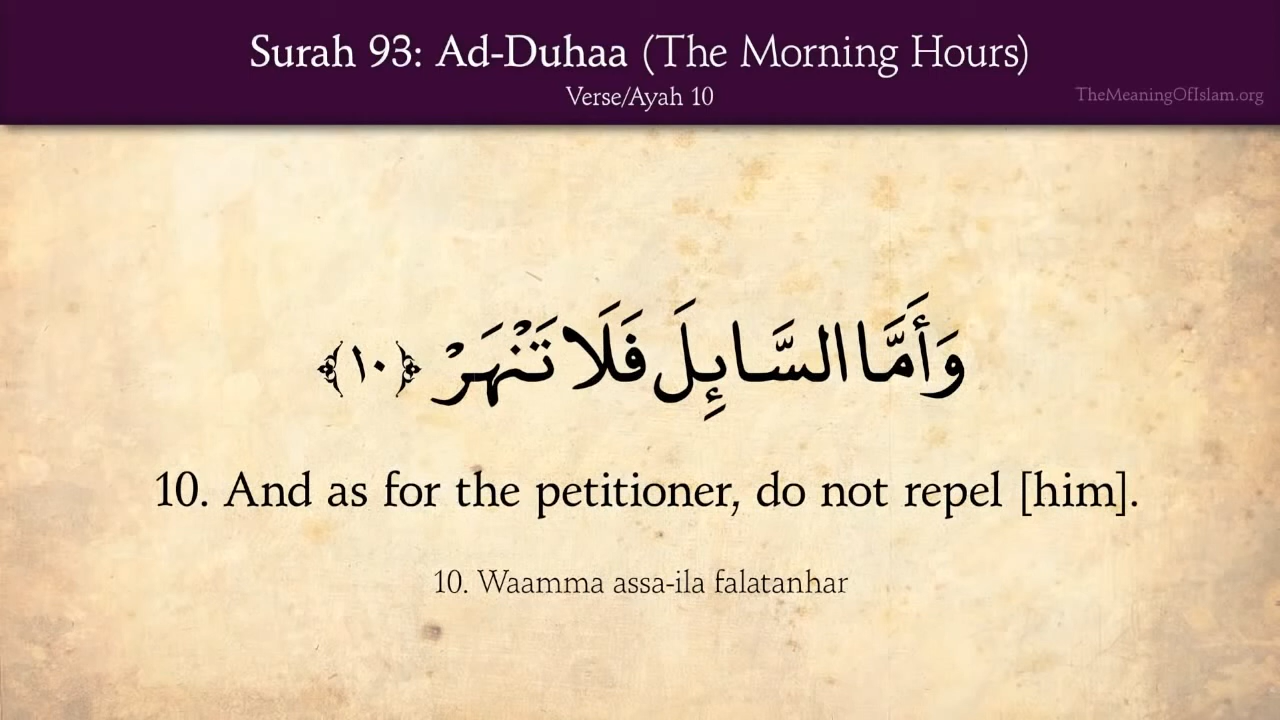 Surah 93: Ad-Duhaa (The Morning Hours)
Verse/Ayah 10
TheMeaningOfIslam.org
وَأَمَّا السَّائِلَ فَلَا تَنْهَرْ ﴿١٠﴾
10. And as for the petitioner, do not repel [him].
10. Waamma assa-ila falatanhar